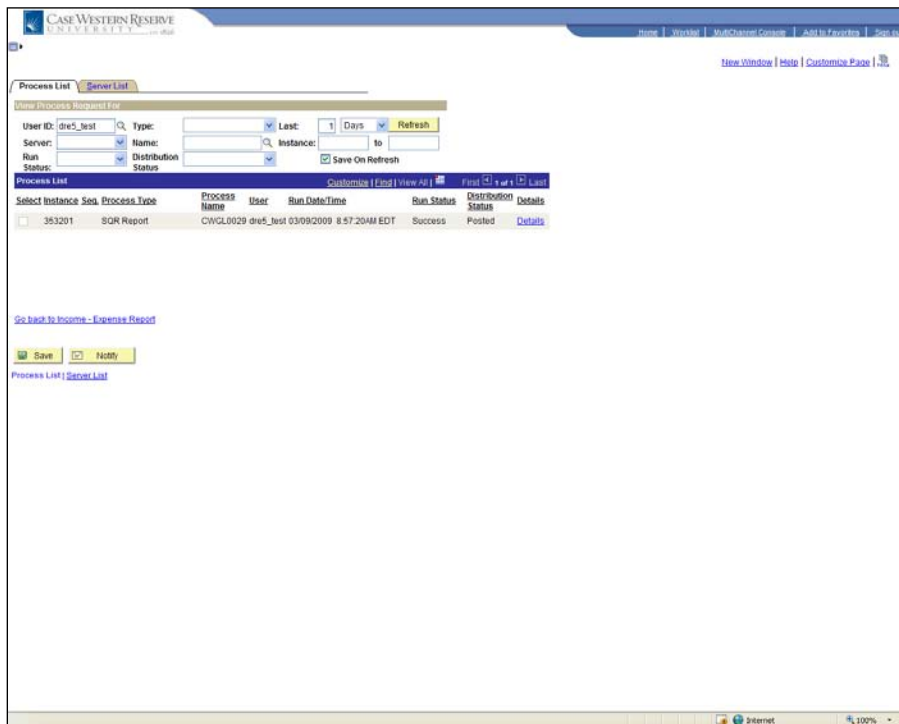 CASE WESTERN RESERVE
UNIVERSITY EST. 1826
Home | Worklist | MultiChannel Console | Add to Favorites | Sign out
New Window | Help | Customize Page |
Process List Server List
View Process Request For
User ID: dre5_test Type: Last: 1 Days Refresh
Server: Name: Instance: to
Run Status: Distribution Status Save On Refresh
Process List Customize | Find | View All | First 1 of 1 Last
Select Instance Seq. Process Type Process Name User Run Date/Time Run Status Distribution Status Details
353201 SQR Report CWGL0029 dre5_test 03/09/2009 8:57:20AM EDT Success Posted Details
Go back to Income - Expense Report
Save Notify
Process List | Server List
Internet 100%